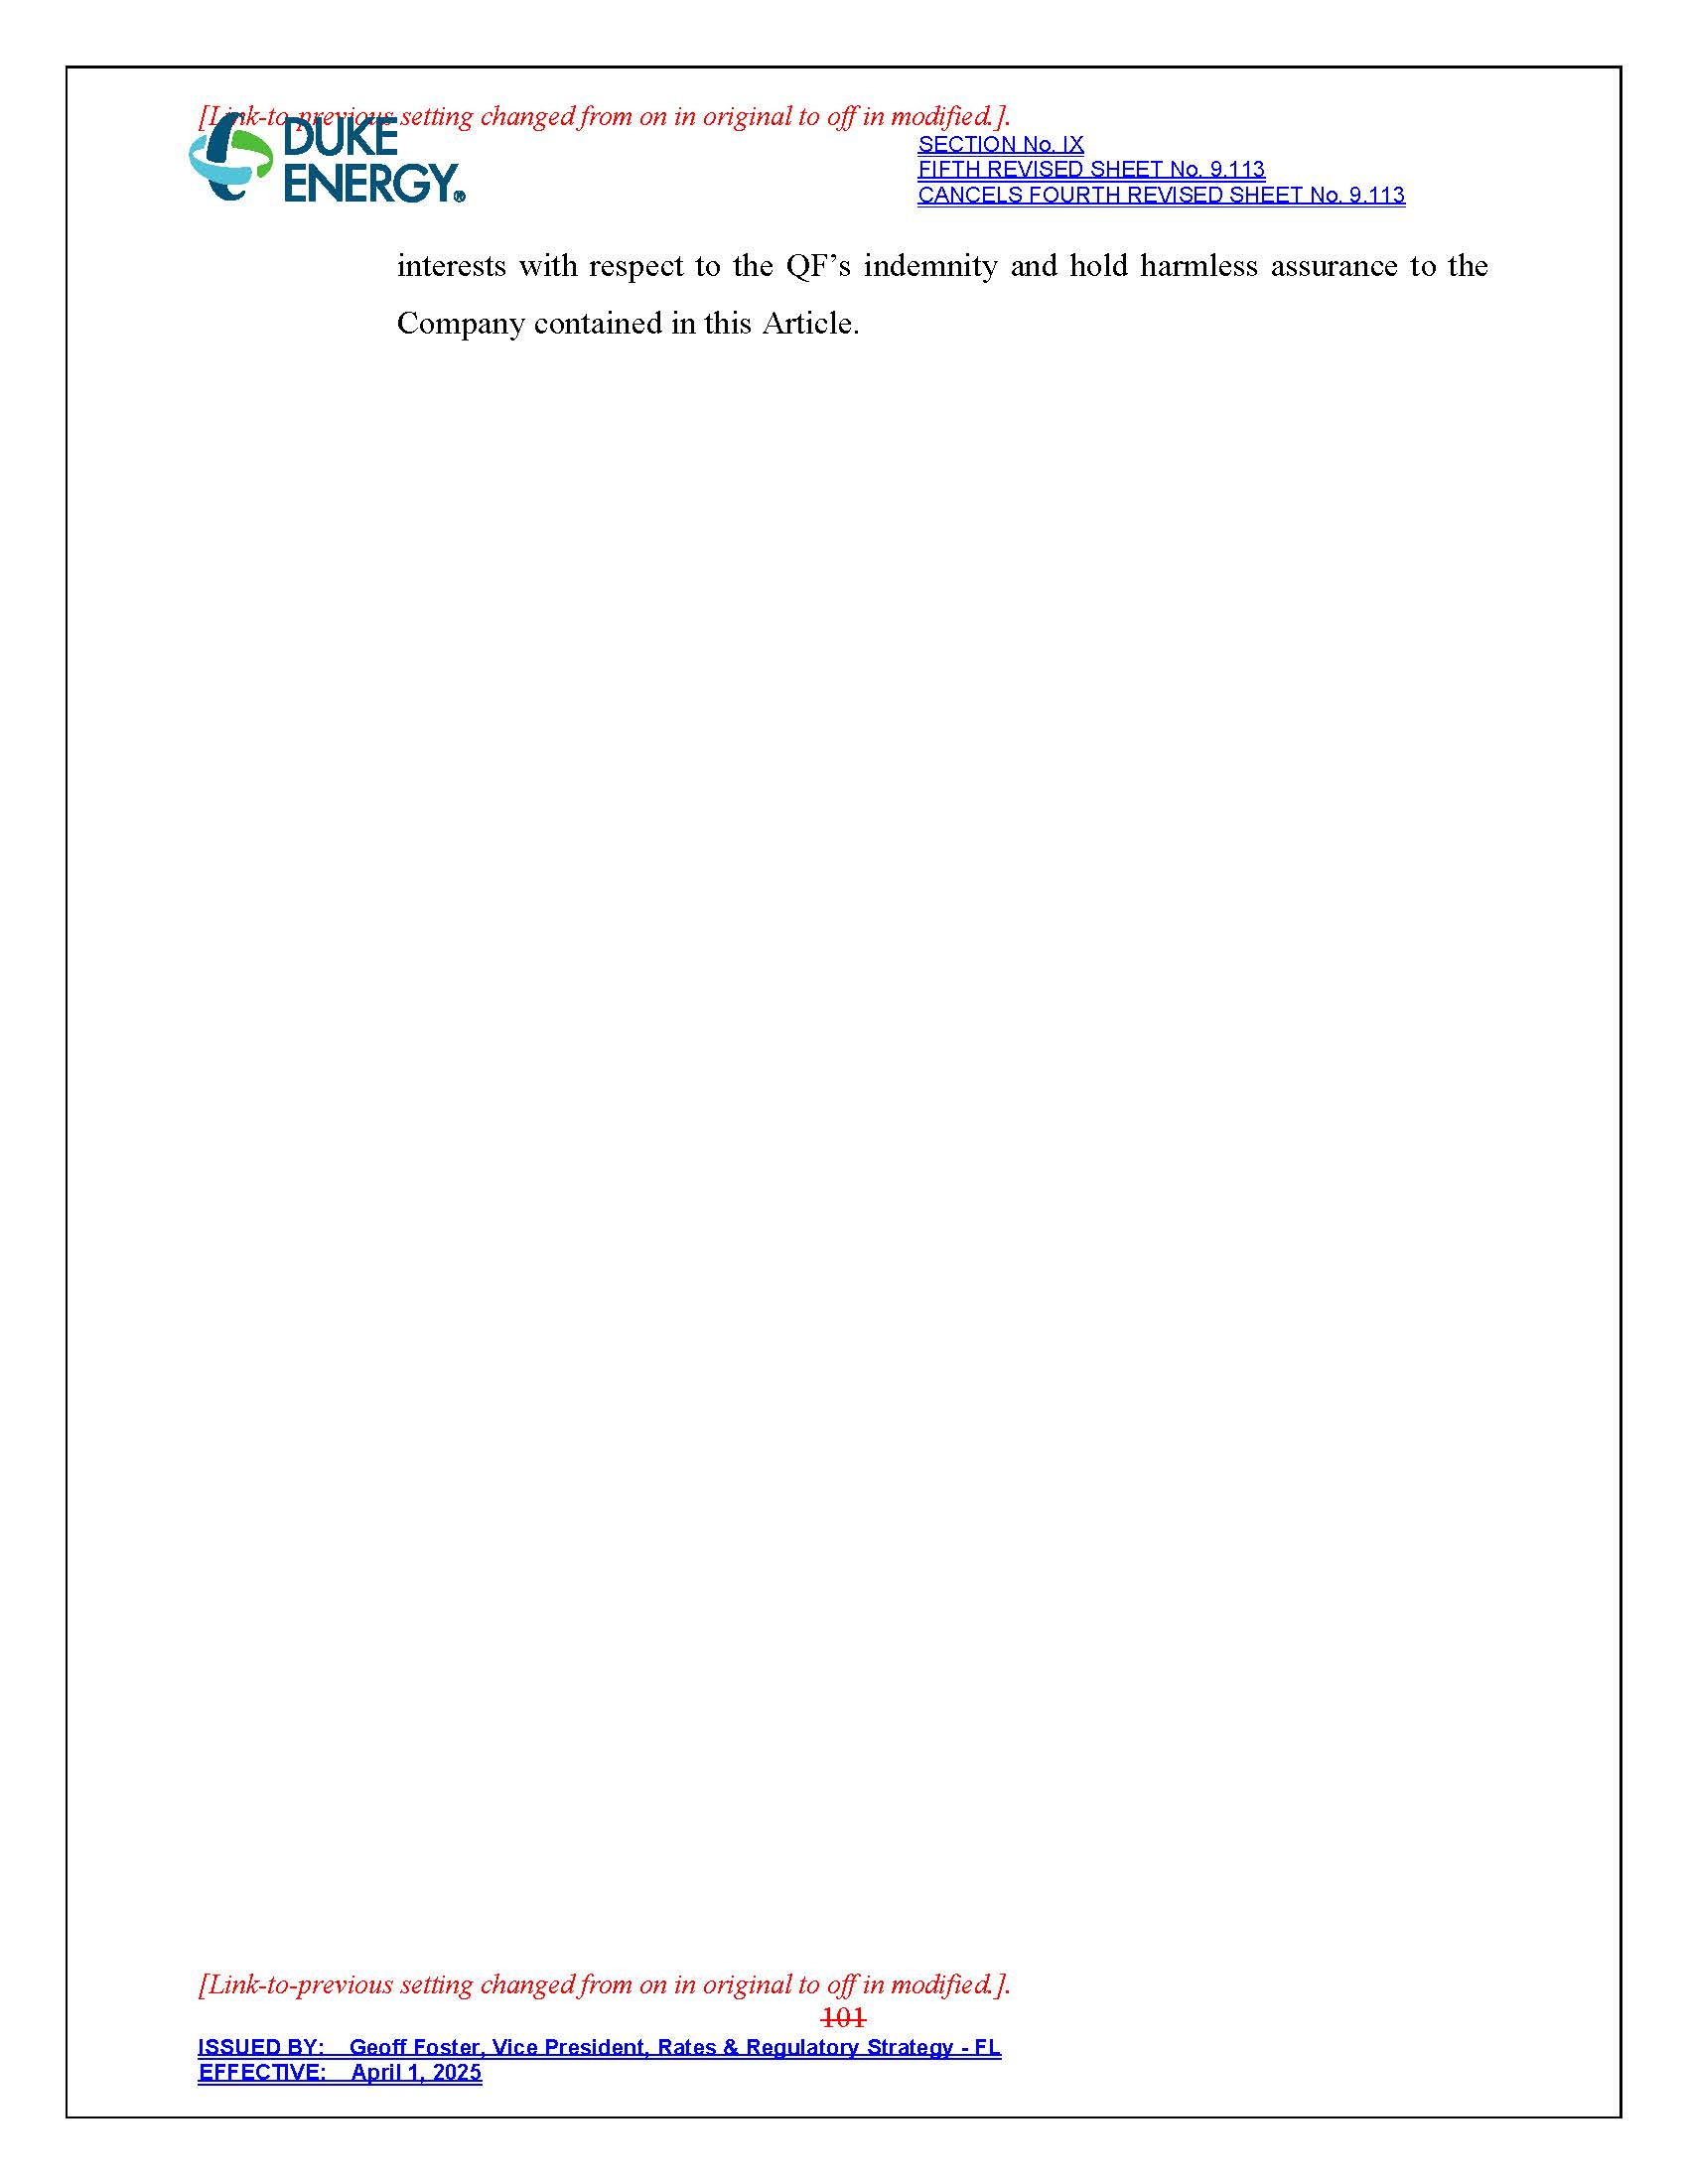 [Link-to-previous setting changed from on in original to off in modified.].
DUKE
ENERGY®
SECTION No. IX
FIFTH REVISED SHEET No. 9.113
CANCELS FOURTH REVISED SHEET No. 9.113
interests with respect to the QF’s indemnity and hold harmless assurance to the
Company contained in this Article.
[Link-to-previous setting changed from on in original to off in modified.].
101
ISSUED BY: Geoff Foster, Vice President, Rates & Regulatory Strategy - FL
EFFECTIVE: April 1, 2025